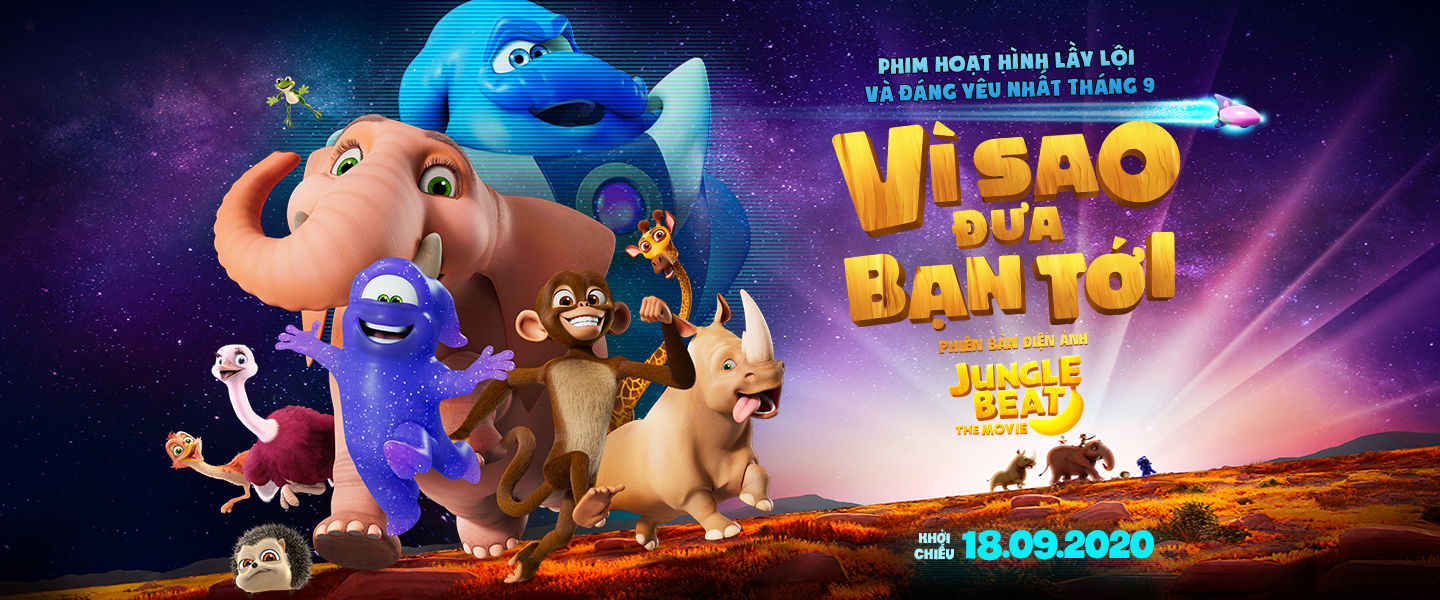 PHIM HOẠT HÌNH LẦY LỘI
VÀ ĐÁNG YÊU NHẤT THÁNG 9
VÌ SAO
ĐƯA
BẠN TỚI
PHIÊN BẢN ĐIỆN ẢNH
JUNGLE
BEAT
THE MOVIE
KHỞI
CHIẾU
18.09.2020